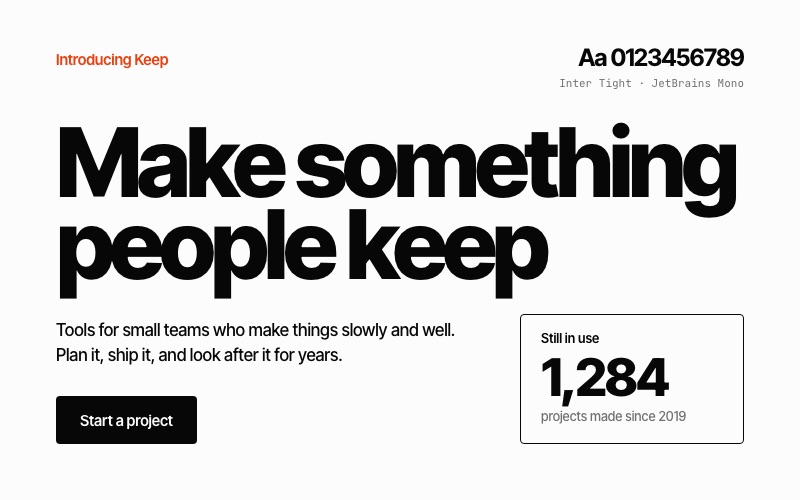 Introducing Keep
Aa 0123456789
Inter Tight · JetBrains Mono
Make something
people keep
Tools for small teams who make things slowly and well.
Plan it, ship it, and look after it for years.
Start a project
Still in use
1,284
projects made since 2019